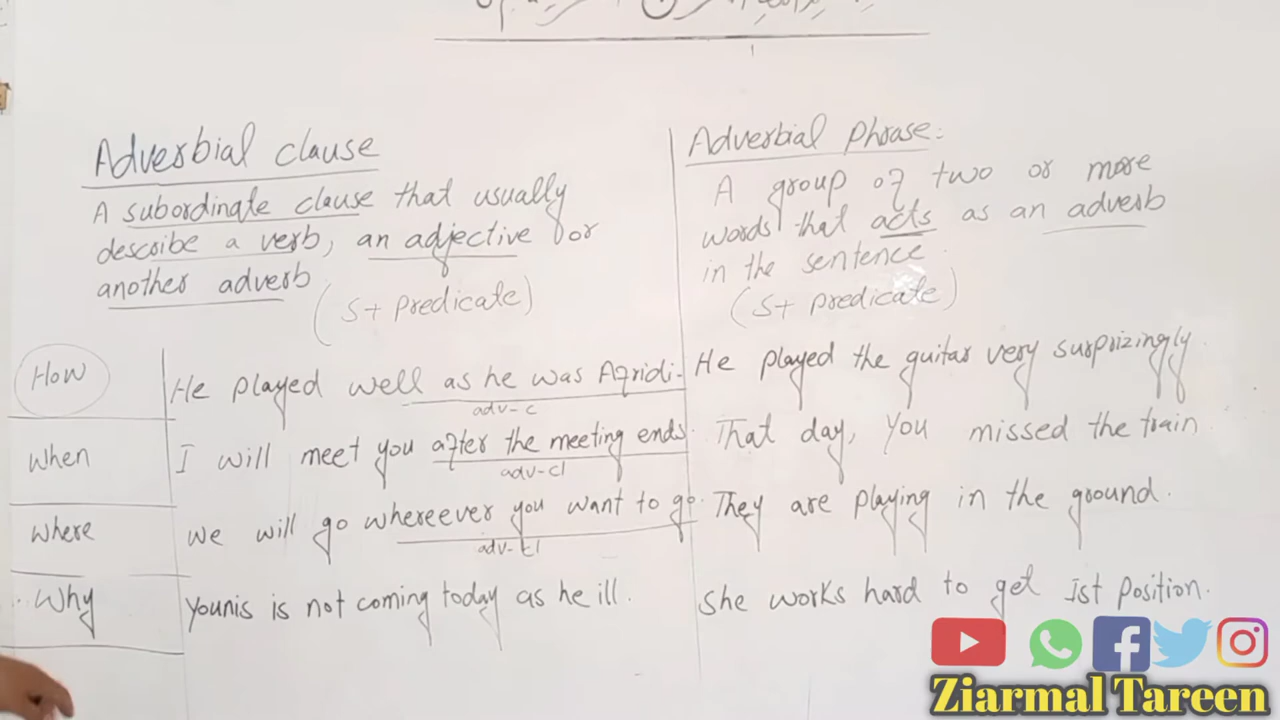 Adverbial clause
A subordinate clause that usually
describe a verb, an adjective or
another adverb
(S+ Predicate)
Adverbial Phrase:
A group of two or more
words that acts as an adverb
in the sentence
(S+ predicate)
How
He played well as he was Afridi.
adv-c
He played the guitar very surprizingly.
When
I will meet you after the meeting ends.
adv-cl
That day, you missed the train.
Where
We will go whereever you want to go.
adv-cl
They are playing in the ground.
Why
Younis is not coming today as he ill.
She works hard to get Ist Position.
Ziarmal Tareen